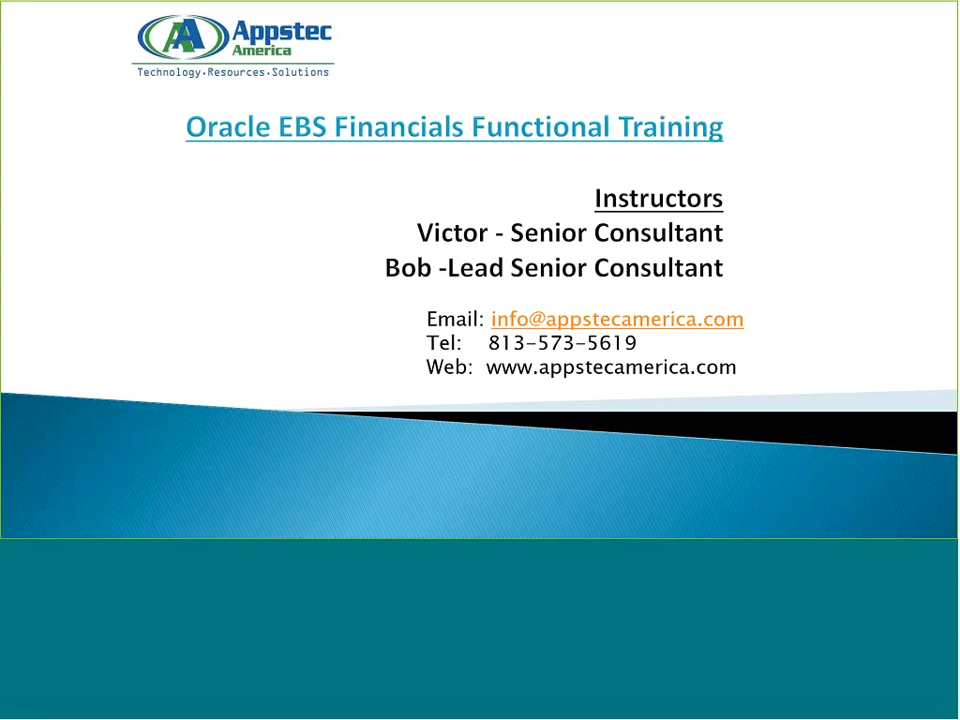 Appstec
America
Technology.Resources.Solutions
Oracle EBS Financials Functional Training
Instructors
Victor - Senior Consultant
Bob -Lead Senior Consultant
Email: info@appstecamerica.com
Tel: 813-573-5619
Web: www.appstecamerica.com